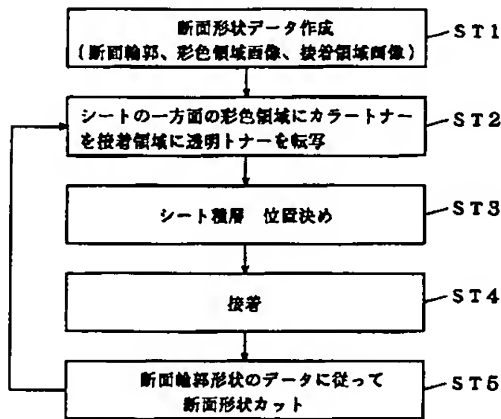 断面形状データ作成
(断面輪郭、彩色領域画像、接着領域画像)
ST1
シートの一方面の彩色領域にカラートナー
を接着領域に透明トナーを転写
ST2
シート積層 位置決め
ST3
接着
ST4
断面輪郭形状のデータに従って
断面形状カット
ST5